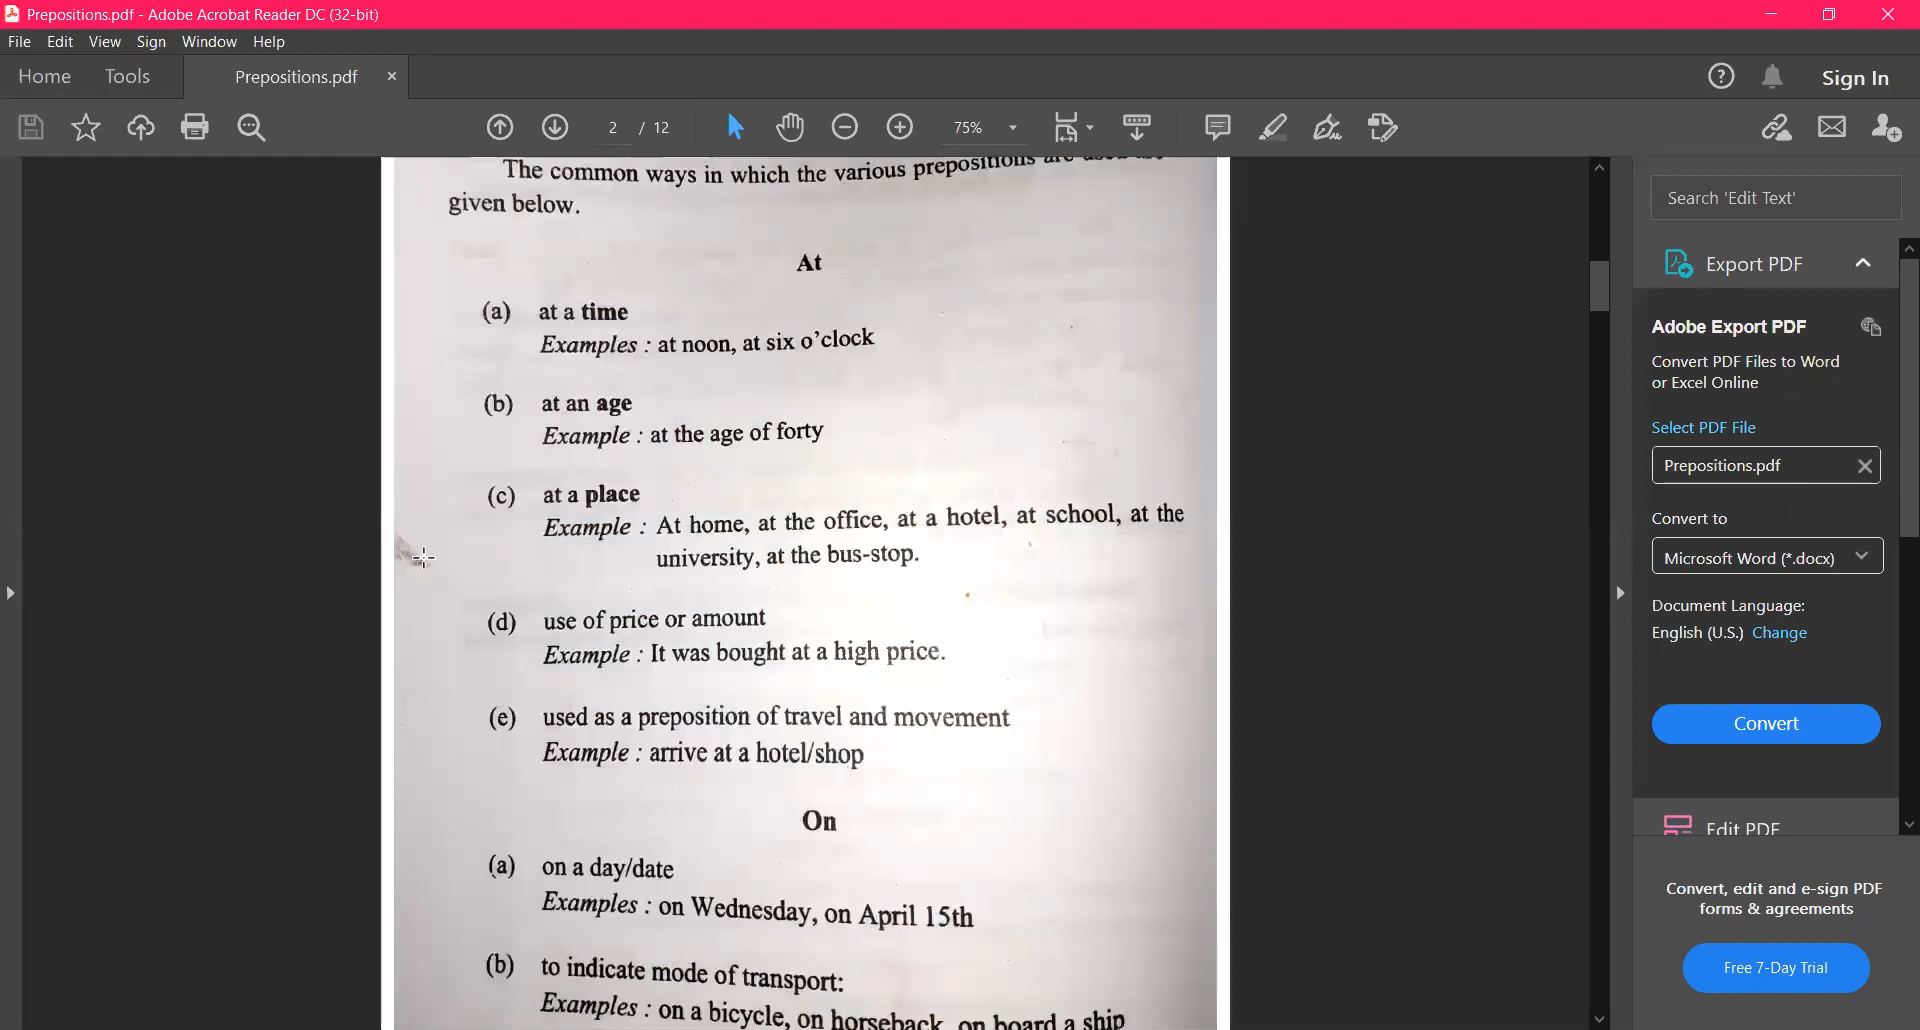 Prepositions.pdf - Adobe Acrobat Reader DC (32-bit)
File Edit View Sign Window Help
Home Tools Prepositions.pdf Sign In
2 / 12 75%
The common ways in which the various prepositions are used are
given below.
At
(a) at a time
Examples : at noon, at six o'clock
(b) at an age
Example : at the age of forty
(c) at a place
Example : At home, at the office, at a hotel, at school, at the
university, at the bus-stop.
(d) use of price or amount
Example : It was bought at a high price.
(e) used as a preposition of travel and movement
Example : arrive at a hotel/shop
On
(a) on a day/date
Examples : on Wednesday, on April 15th
(b) to indicate mode of transport:
Examples : on a bicycle, on horseback, on board a ship
Search 'Edit Text'
Export PDF
Adobe Export PDF
Convert PDF Files to Word
or Excel Online
Select PDF File
Prepositions.pdf
Convert to
Microsoft Word (*.docx)
Document Language:
English (U.S.) Change
Convert
Edit PDF
Convert, edit and e-sign PDF
forms & agreements
Free 7-Day Trial